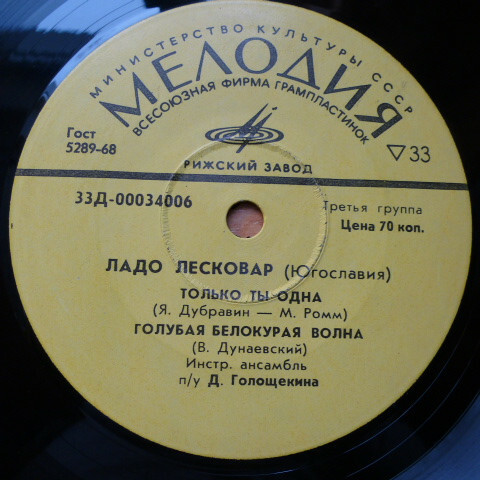 МИНИСТЕРСТВО КУЛЬТУРЫ СССР
МЕЛОДИЯ
ВСЕСОЮЗНАЯ ФИРМА ГРАМПЛАСТИНОК
Гост
5289-68
▽33
РИЖСКИЙ ЗАВОД
33Д-00034006
Третья группа
Цена 70 коп.
ЛАДО ЛЕСКОВАР (Югославия)
ТОЛЬКО ТЫ ОДНА
(Я. Дубравин — М. Ромм)
ГОЛУБАЯ БЕЛОКУРАЯ ВОЛНА
(В. Дунаевский)
Инстр. ансамбль
п/у Д. Голощекина